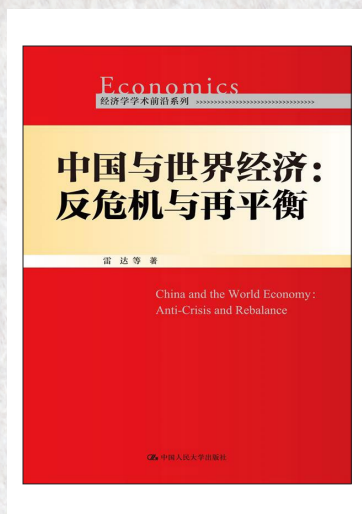 Economics
经济学学术前沿系列 >>>>>>>>>>>>>>>>>>>>>>>>>>>>>>>>>>>
中国与世界经济：
反危机与再平衡
雷 达 等 著
China and the World Economy:
Anti-Crisis and Rebalance
中国人民大学出版社